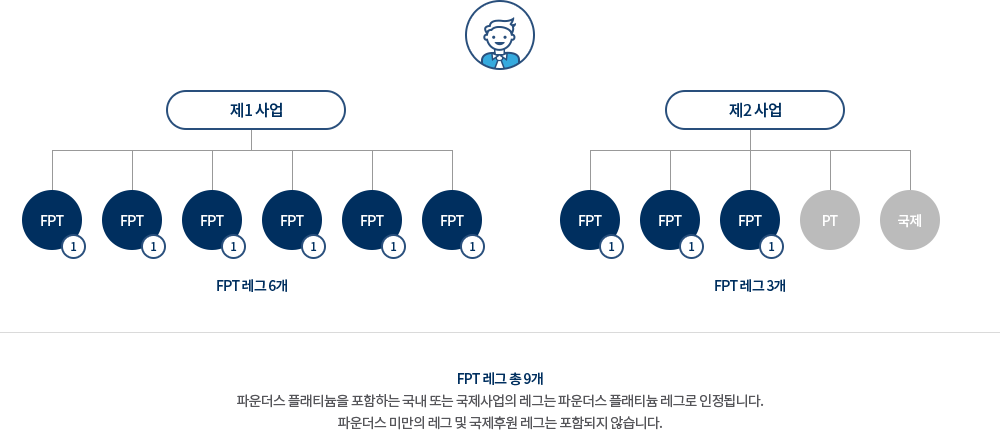 제1 사업
제2 사업
FPT FPT FPT FPT FPT FPT
1 1 1 1 1 1
FPT FPT FPT PT 국제
1 1 1
FPT 레그 6개
FPT 레그 3개
FPT 레그 총 9개
파운더스 플래티늄을 포함하는 국내 또는 국제사업의 레그는 파운더스 플래티늄 레그로 인정됩니다.
파운더스 미만의 레그 및 국제후원 레그는 포함되지 않습니다.